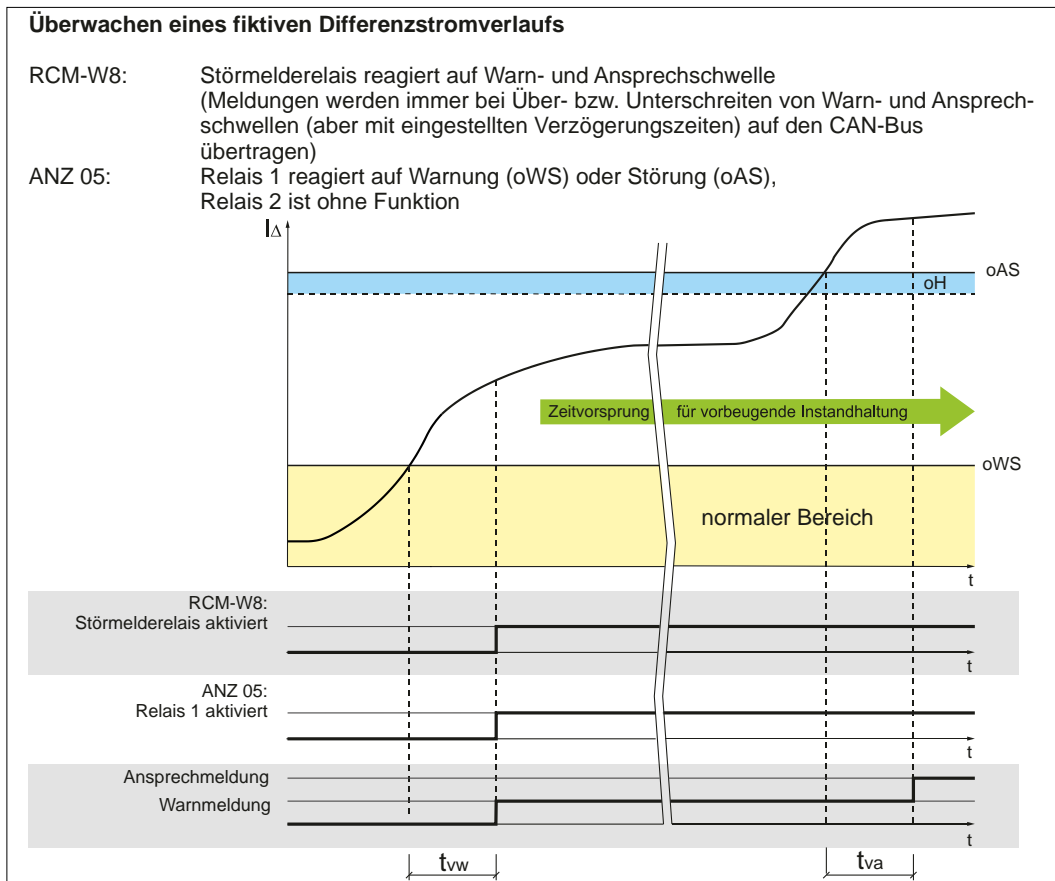 Überwachen eines fiktiven Differenzstromverlaufs
RCM-W8: Störmelderelais reagiert auf Warn- und Ansprechschwelle
(Meldungen werden immer bei Über- bzw. Unterschreiten von Warn- und Ansprech-
schwellen (aber mit eingestellten Verzögerungszeiten) auf den CAN-Bus
übertragen)
ANZ 05: Relais 1 reagiert auf Warnung (oWS) oder Störung (oAS),
Relais 2 ist ohne Funktion
I∆
oAS
oH
Zeitvorsprung für vorbeugende Instandhaltung
oWS
normaler Bereich
t
RCM-W8:
Störmelderelais aktiviert
t
ANZ 05:
Relais 1 aktiviert
t
Ansprechmeldung
Warnmeldung
t
tvw
tva